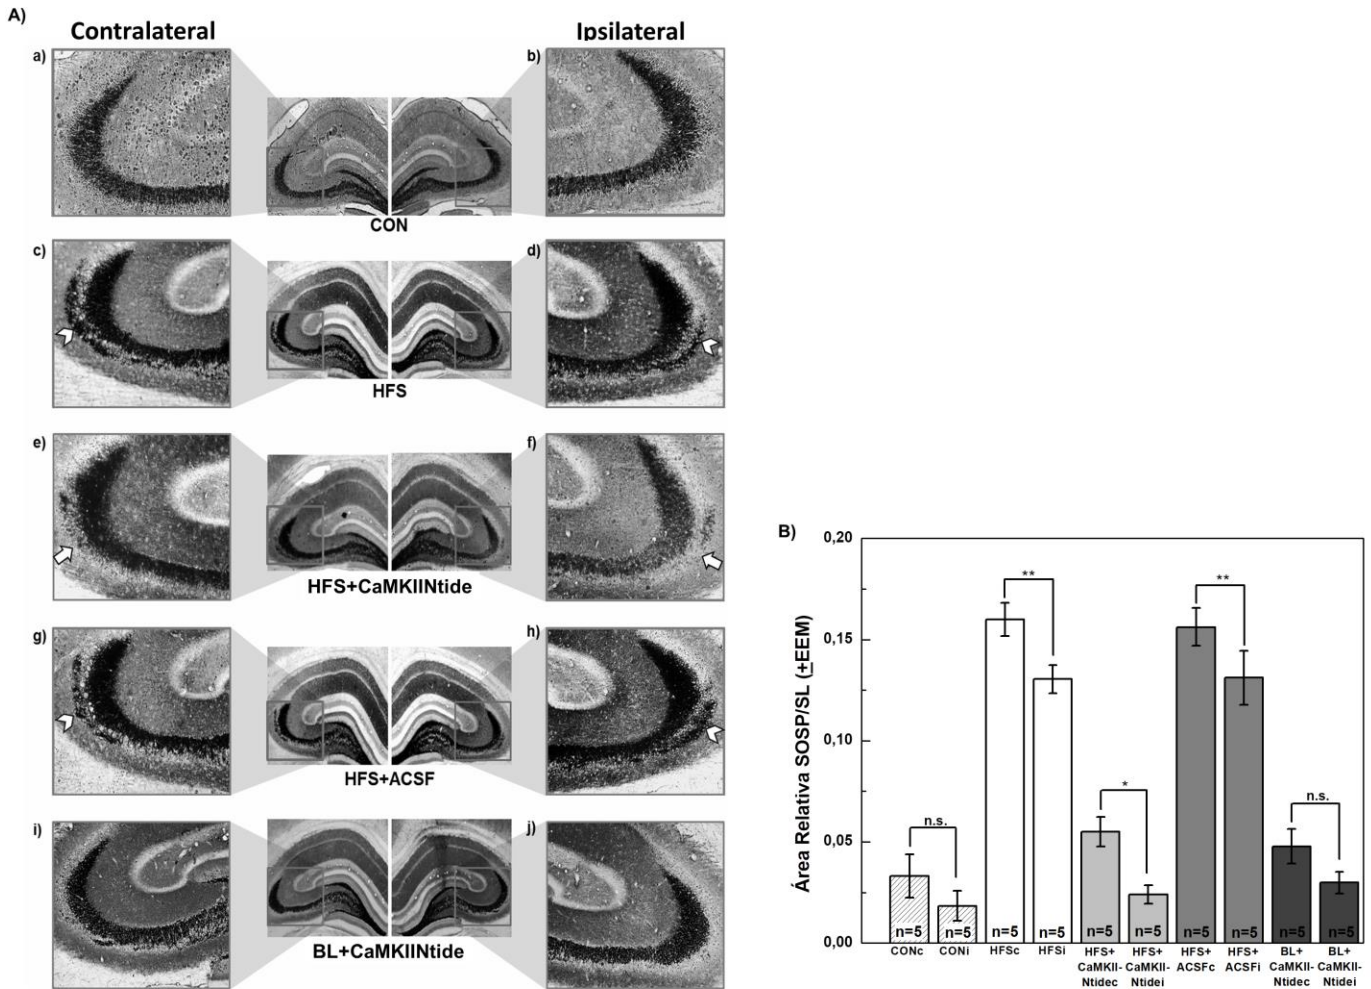 A)
Contralateral
Ipsilateral
a)
b)
CON
c)
d)
HFS
e)
f)
HFS+CaMKIINtide
g)
h)
HFS+ACSF
i)
j)
BL+CaMKIINtide
B)
Área Relativa SOSP/SL (±EEM)
0,20
0,15
0,10
0,05
0,00
n.s.
**
*
**
n.s.
n=5
n=5
n=5
n=5
n=5
n=5
n=5
n=5
n=5
n=5
CONc
CONi
HFSc
HFSi
HFS+
CaMKII-
Ntidec
HFS+
CaMKII-
Ntidei
HFS+
ACSFc
HFS+
ACSFi
BL+
CaMKII-
Ntidec
BL+
CaMKII-
Ntidei